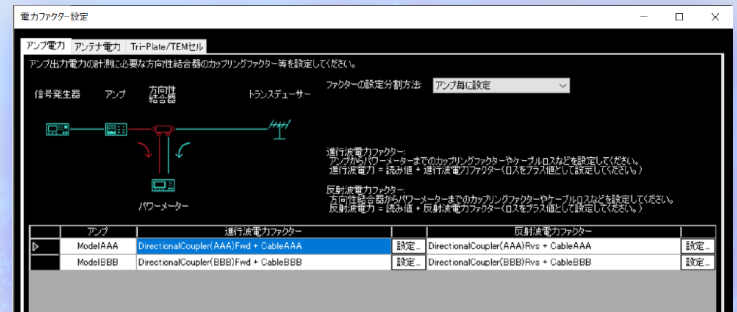 電力ファクター設定
アンプ電力 アンテナ電力 Tri-Plate/TEMセル
アンプ出力電力の計測に必要な方向性結合器のカップリングファクター等を設定してください。
ファクターの設定分割方法: アンプ毎に設定
信号発生器 アンプ 方向性結合器 トランスデューサー
進行波電力ファクター:
アンプからパワーメーターまでのカップリングファクターやケーブルロスなどを設定してください。
進行波電力 = 読み値 + 進行波電力ファクター(ロスをプラス値として設定してください。)
反射波電力ファクター:
方向性結合器からパワーメーターまでのカップリングファクターやケーブルロスなどを設定してください。
反射波電力 = 読み値 + 反射波電力ファクター(ロスをプラス値として設定してください。)
パワーメーター
アンプ 進行波電力ファクター 反射波電力ファクター
ModelAAA DirectionalCoupler(AAA)Fwd + CableAAA 設定... DirectionalCoupler(AAA)Rvs + CableAAA 設定...
ModelBBB DirectionalCoupler(BBB)Fwd + CableBBB 設定... DirectionalCoupler(BBB)Rvs + CableBBB 設定...